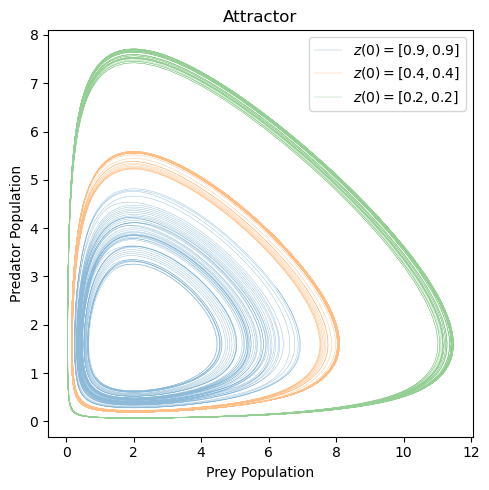 Attractor
z(0) = [0.9, 0.9]
z(0) = [0.4, 0.4]
z(0) = [0.2, 0.2]
Predator Population
8
7
6
5
4
3
2
1
0
0 2 4 6 8 10 12
Prey Population